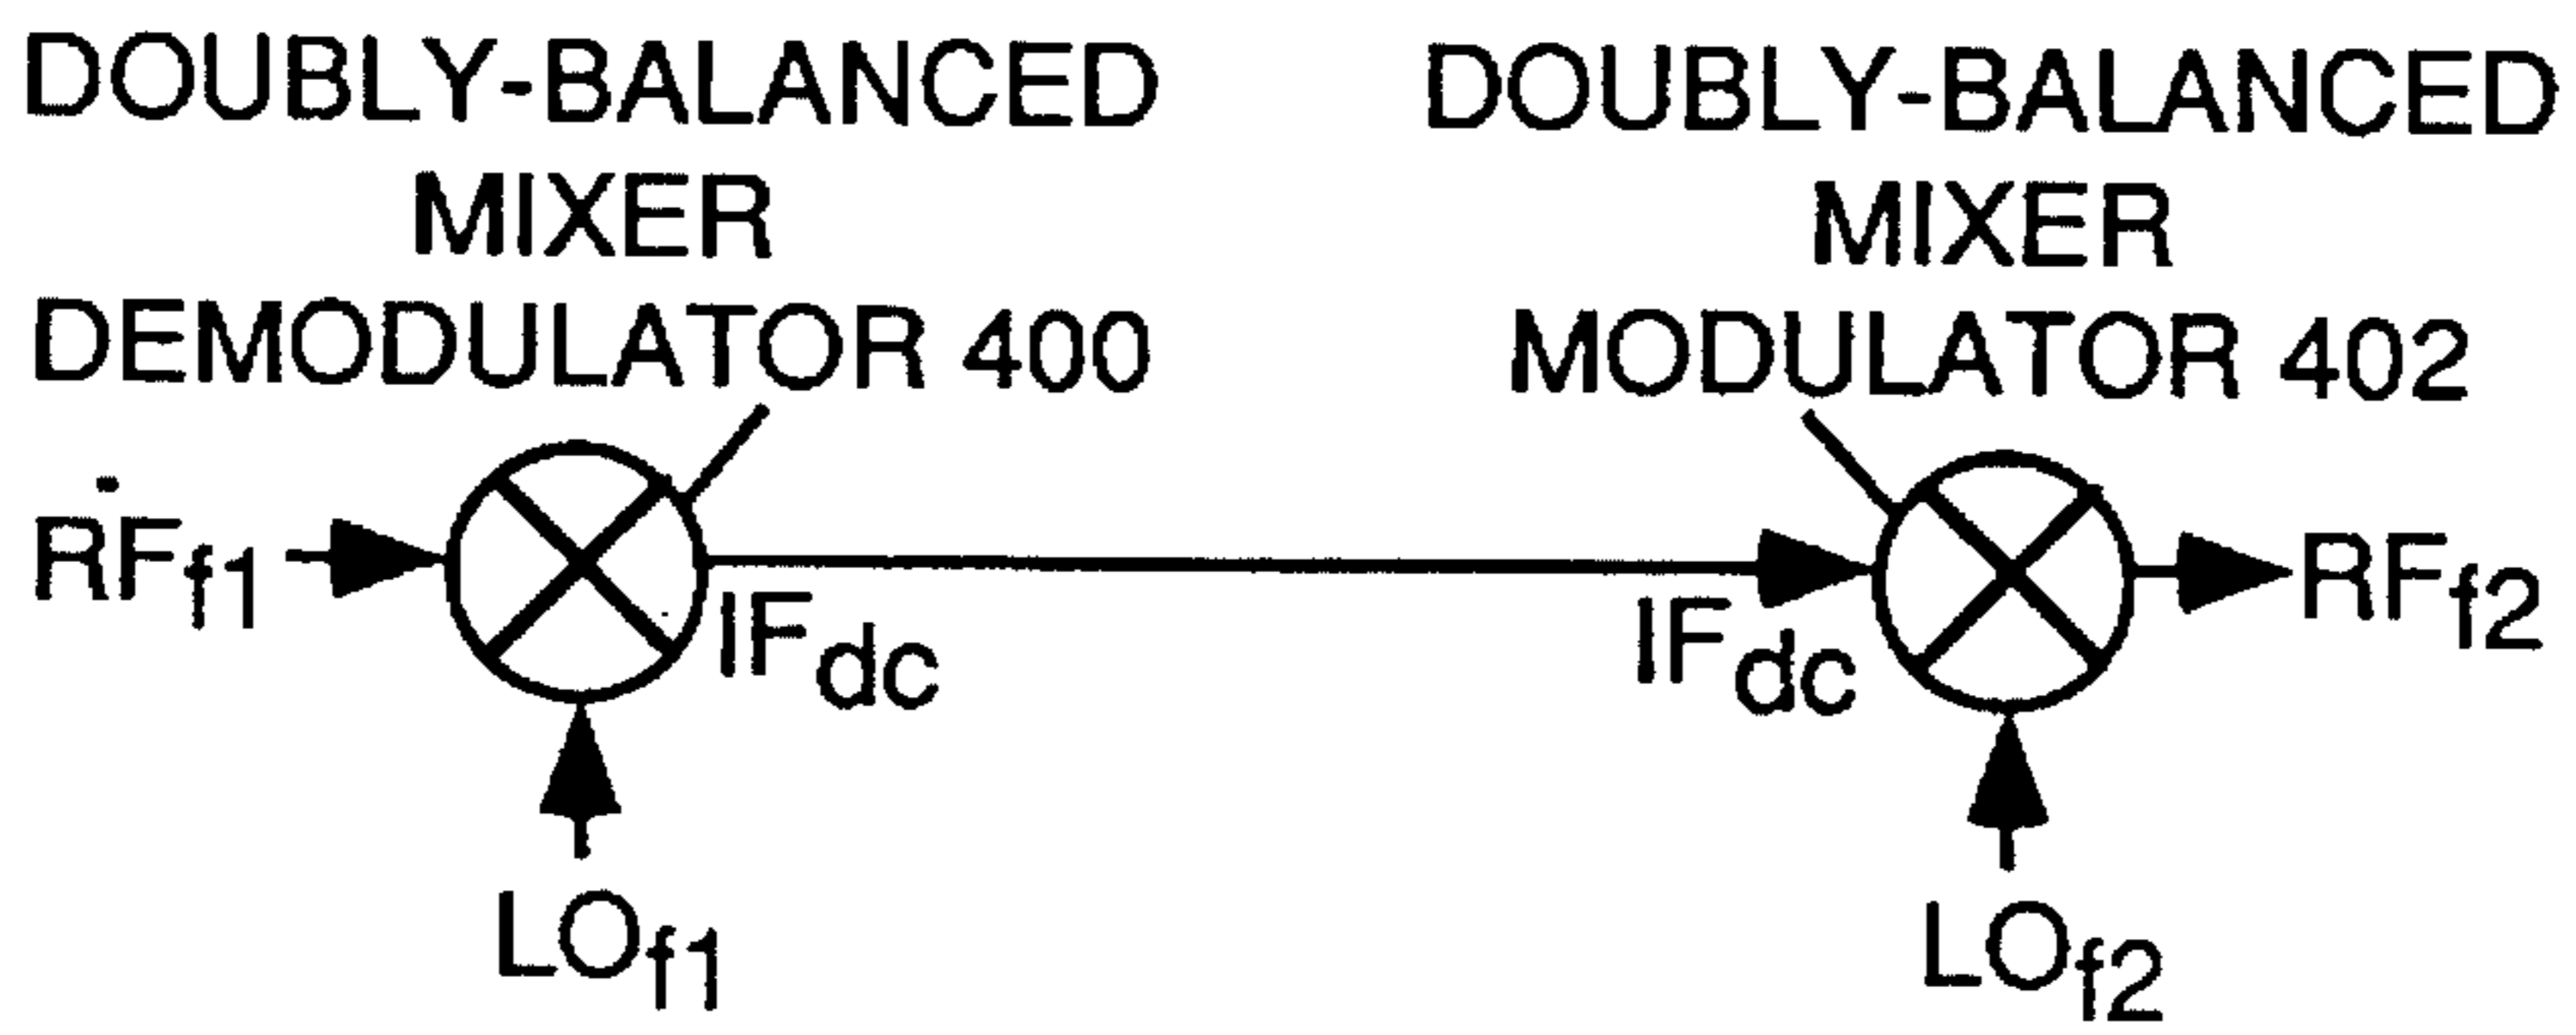 DOUBLY-BALANCED
MIXER
DEMODULATOR 400
DOUBLY-BALANCED
MIXER
MODULATOR 402
RFf1
IFdc
IFdc
RFf2
LOf1
LOf2